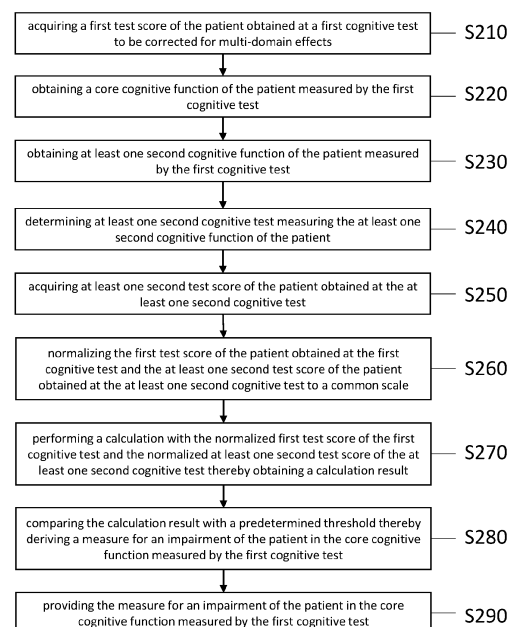 acquiring a first test score of the patient obtained at a first cognitive test
to be corrected for multi-domain effects
S210
obtaining a core cognitive function of the patient measured by the first
cognitive test
S220
obtaining at least one second cognitive function of the patient measured
by the first cognitive test
S230
determining at least one second cognitive test measuring the at least one
second cognitive function of the patient
S240
acquiring at least one second test score of the patient obtained at the at
least one second cognitive test
S250
normalizing the first test score of the patient obtained at the first
cognitive test and the at least one second test score of the patient
obtained at the at least one second cognitive test to a common scale
S260
performing a calculation with the normalized first test score of the first
cognitive test and the normalized at least one second test score of the at
least one second cognitive test thereby obtaining a calculation result
S270
comparing the calculation result with a predetermined threshold thereby
deriving a measure for an impairment of the patient in the core cognitive
function measured by the first cognitive test
S280
providing the measure for an impairment of the patient in the core
cognitive function measured by the first cognitive test
S290